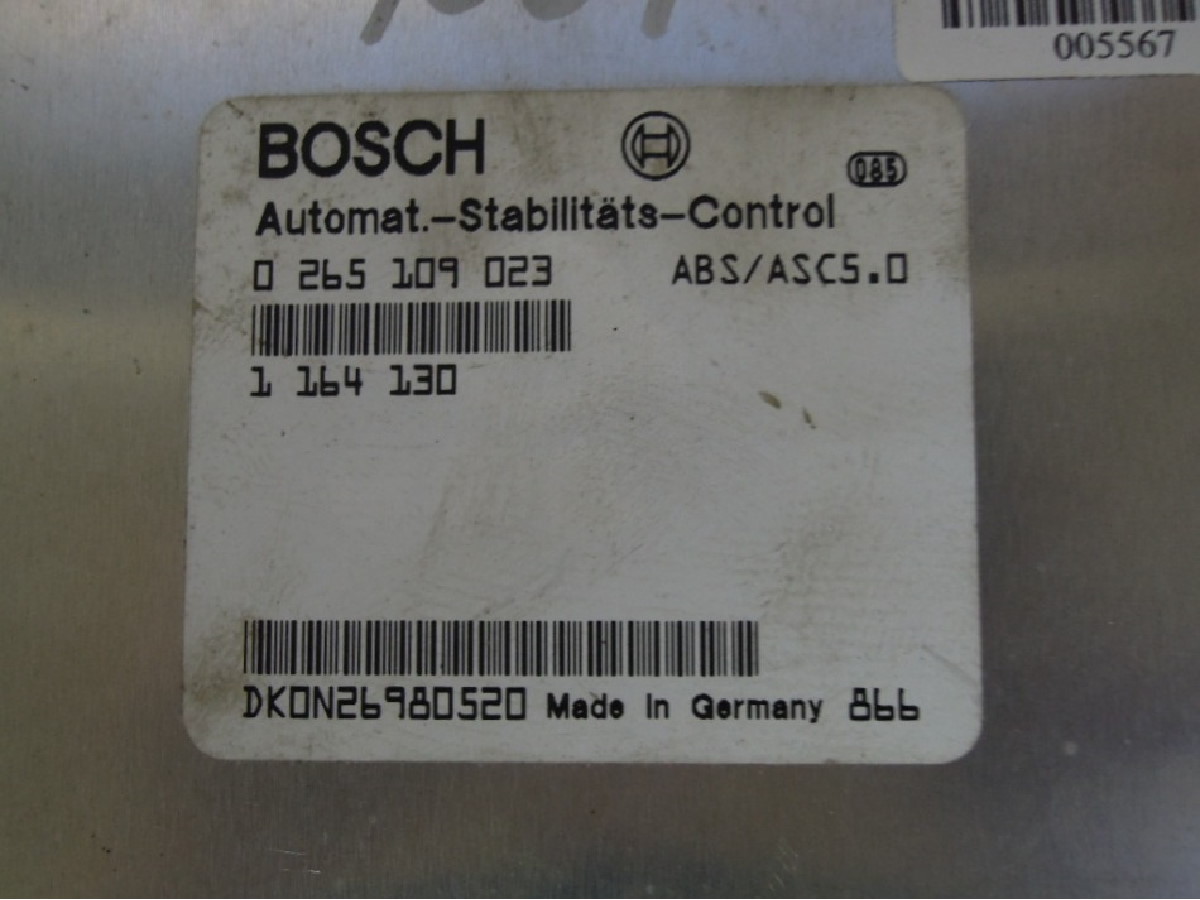 005567
BOSCH
085
Automat.-Stabilitäts-Control
0 265 109 023 ABS/ASC5.0
1 164 130
DK0N26980520 Made in Germany 866